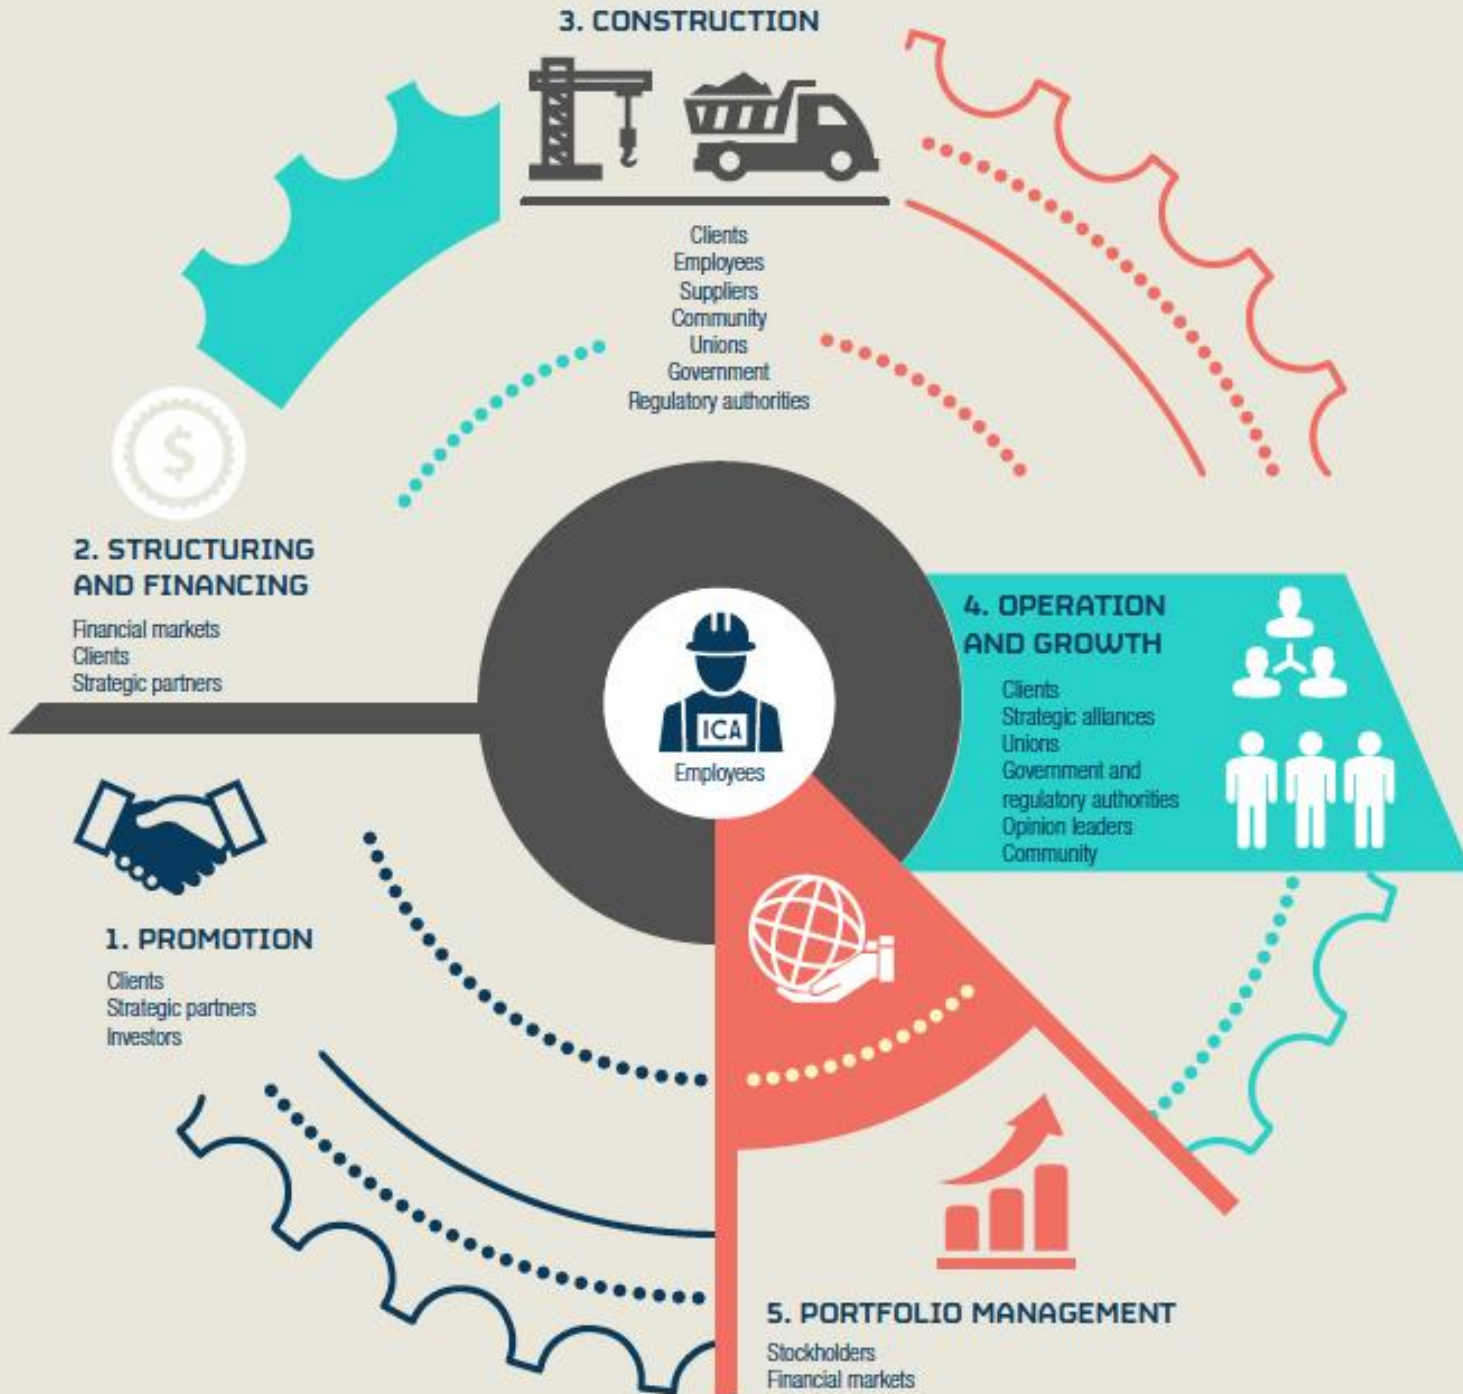 3. CONSTRUCTION
Clients
Employees
Suppliers
Community
Unions
Government
Regulatory authorities
$
2. STRUCTURING
AND FINANCING
Financial markets
Clients
Strategic partners
ICA
Employees
4. OPERATION
AND GROWTH
Clients
Strategic alliances
Unions
Government and
regulatory authorities
Opinion leaders
Community
1. PROMOTION
Clients
Strategic partners
Investors
5. PORTFOLIO MANAGEMENT
Stockholders
Financial markets